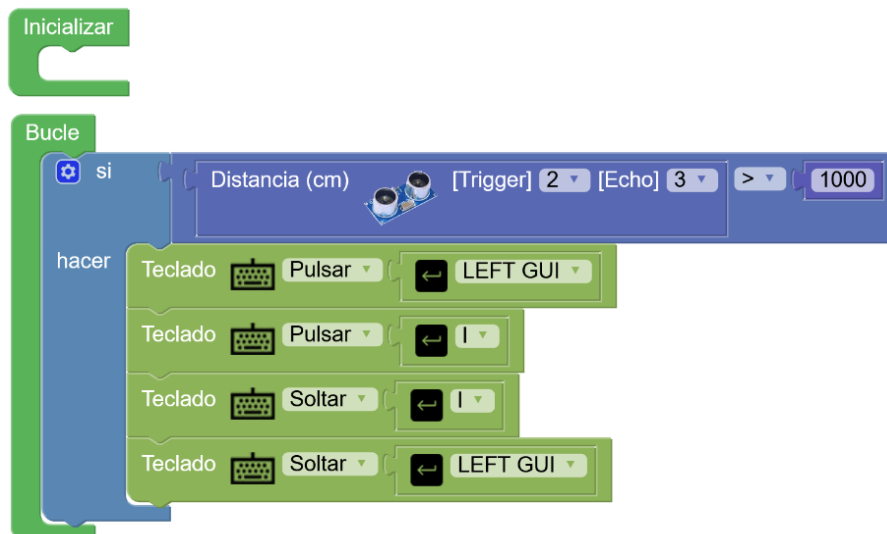 Inicializar
Bucle
si Distancia (cm) [Trigger] 2 [Echo] 3 > 1000
hacer Teclado Pulsar LEFT GUI
Teclado Pulsar I
Teclado Soltar I
Teclado Soltar LEFT GUI